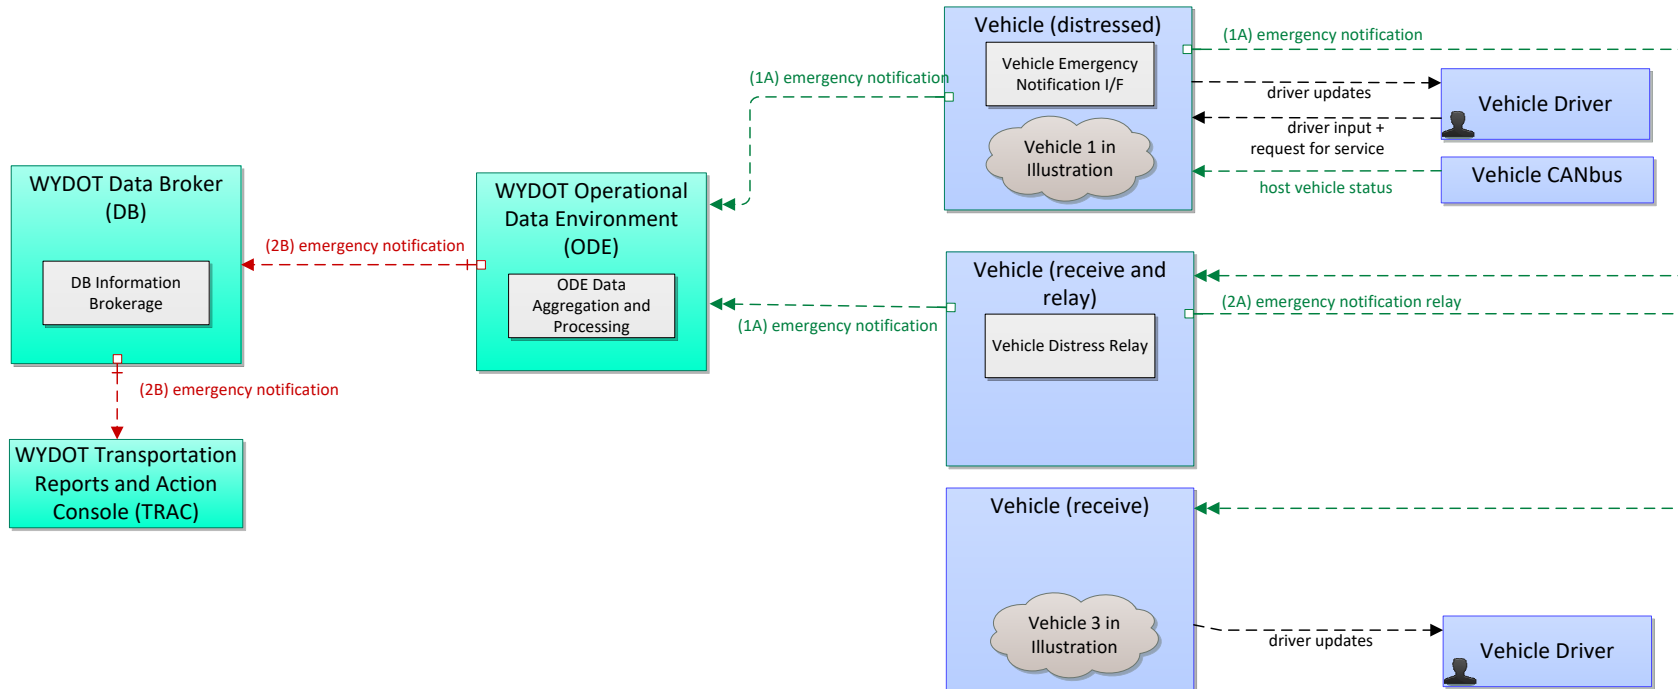 Vehicle (distressed)
Vehicle Emergency
Notification I/F
Vehicle 1 in
Illustration
(1A) emergency notification
(1A) emergency notification
driver updates
Vehicle Driver
driver input +
request for service
host vehicle status
Vehicle CANbus
WYDOT Data Broker
(DB)
DB Information
Brokerage
(2B) emergency notification
WYDOT Operational
Data Environment
(ODE)
ODE Data
Aggregation and
Processing
(1A) emergency notification
Vehicle (receive and
relay)
Vehicle Distress Relay
(2A) emergency notification relay
(2B) emergency notification
WYDOT Transportation
Reports and Action
Console (TRAC)
Vehicle (receive)
Vehicle 3 in
Illustration
driver updates
Vehicle Driver